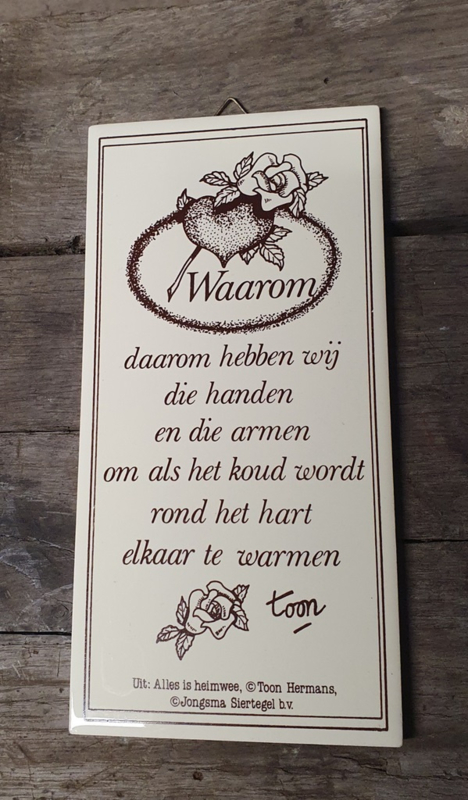 Waarom
daarom hebben wij
die handen
en die armen
om als het koud wordt
rond het hart
elkaar te warmen
toon
Uit: Alles is heimwee, ©Toon Hermans,
©Jongsma Siertegel b.v.